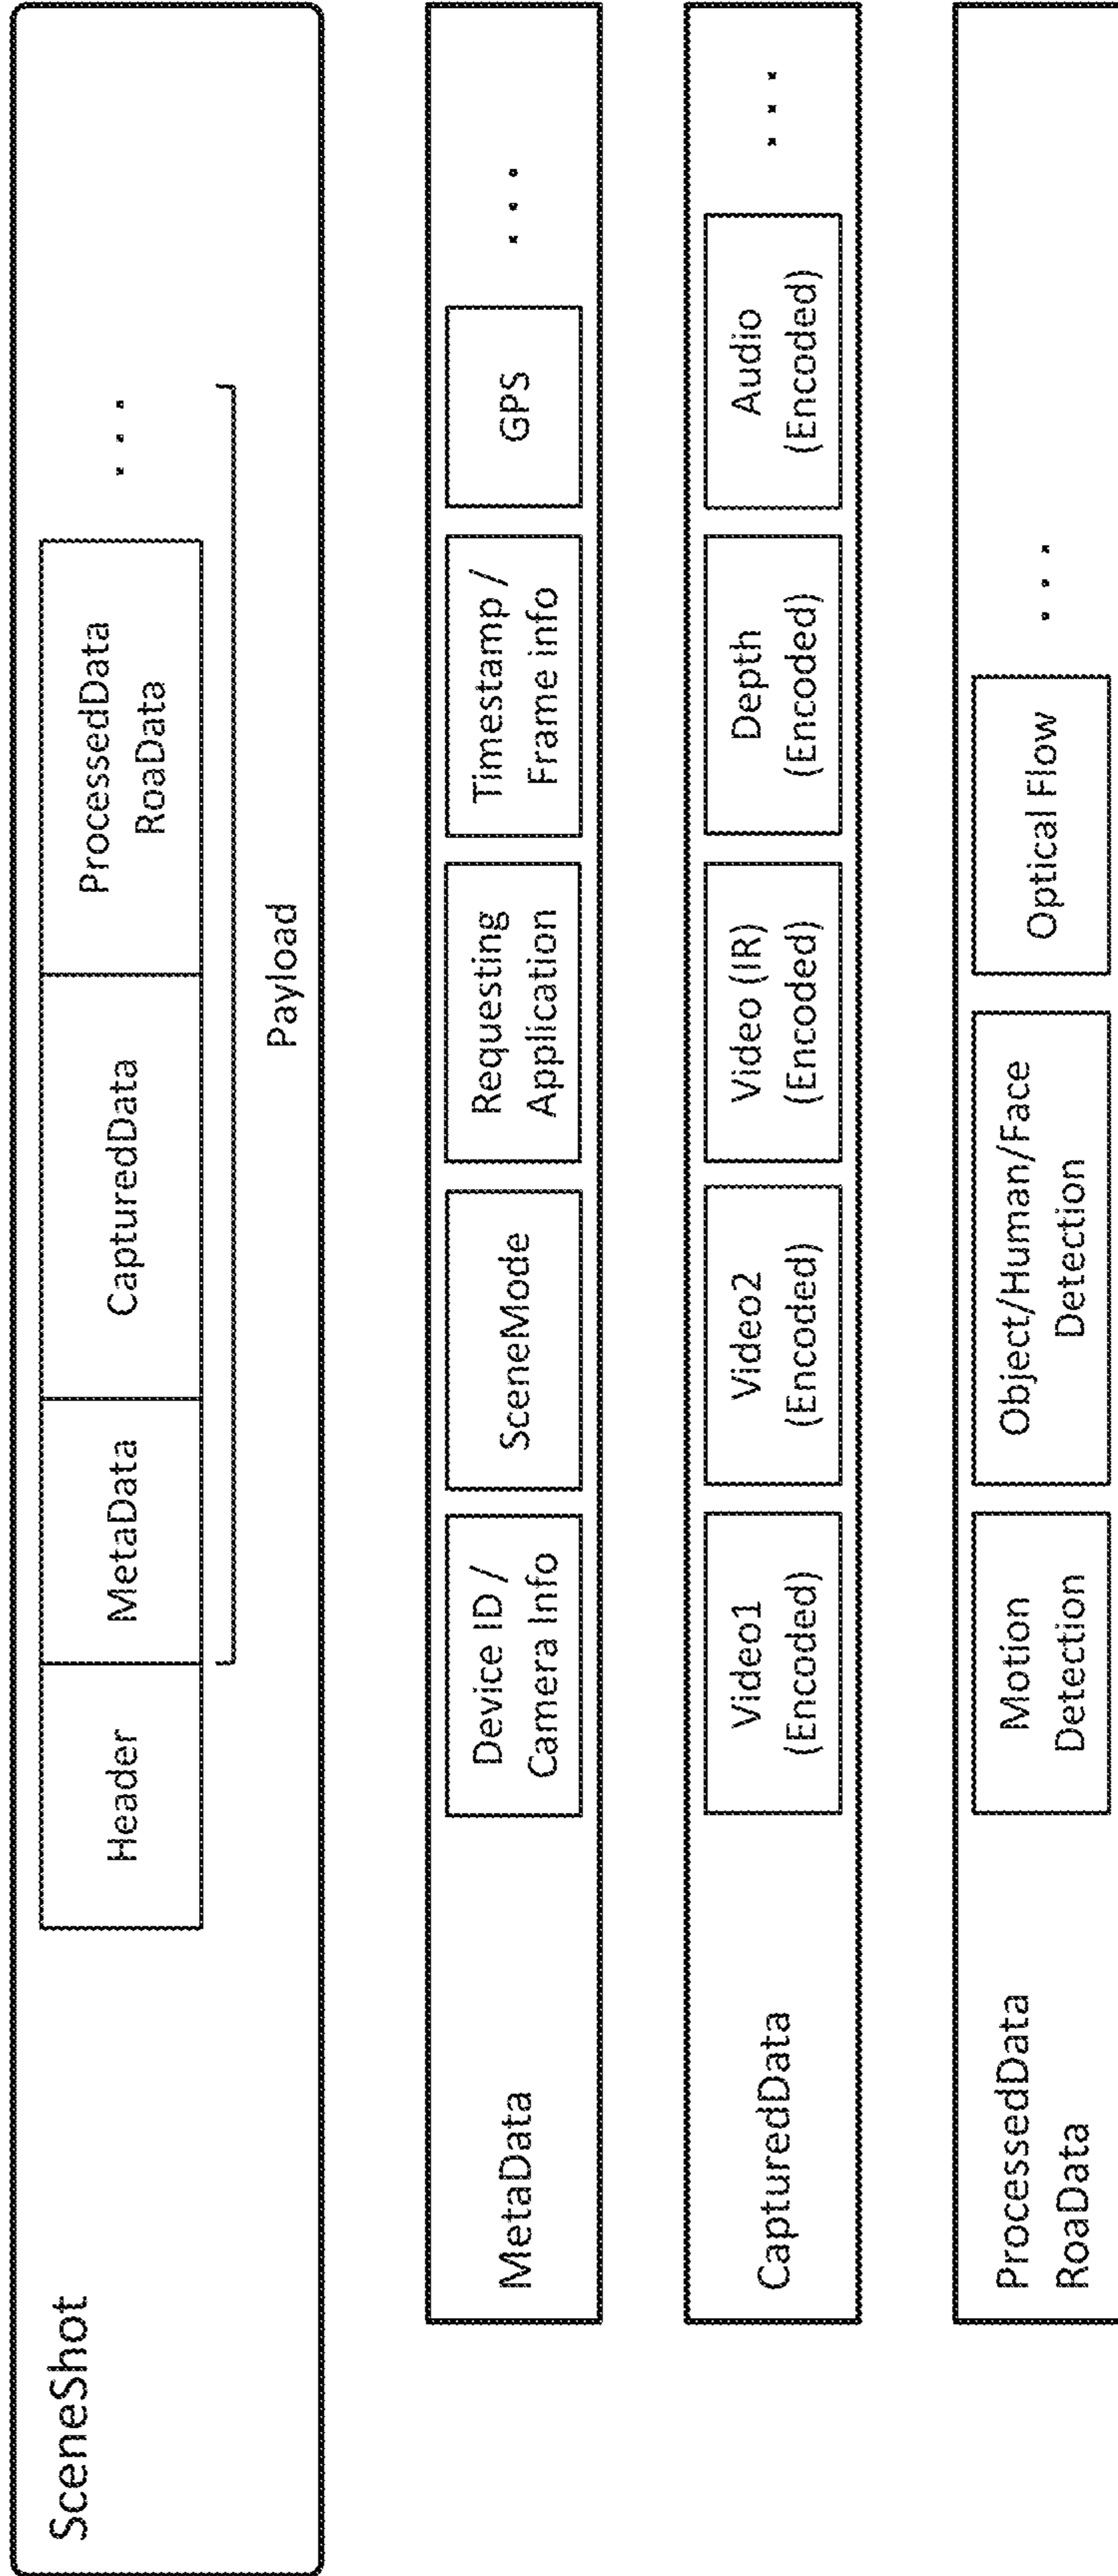 SceneShot
Header
MetaData
CapturedData
ProcessedData
RoaData
. . .
Payload
MetaData
Device ID /
Camera Info
SceneMode
Requesting
Application
Timestamp /
Frame info
GPS
. . .
CapturedData
Video1
(Encoded)
Video2
(Encoded)
Video (IR)
(Encoded)
Depth
(Encoded)
Audio
(Encoded)
. . .
ProcessedData
RoaData
Motion
Detection
Object/Human/Face
Detection
Optical Flow
. . .